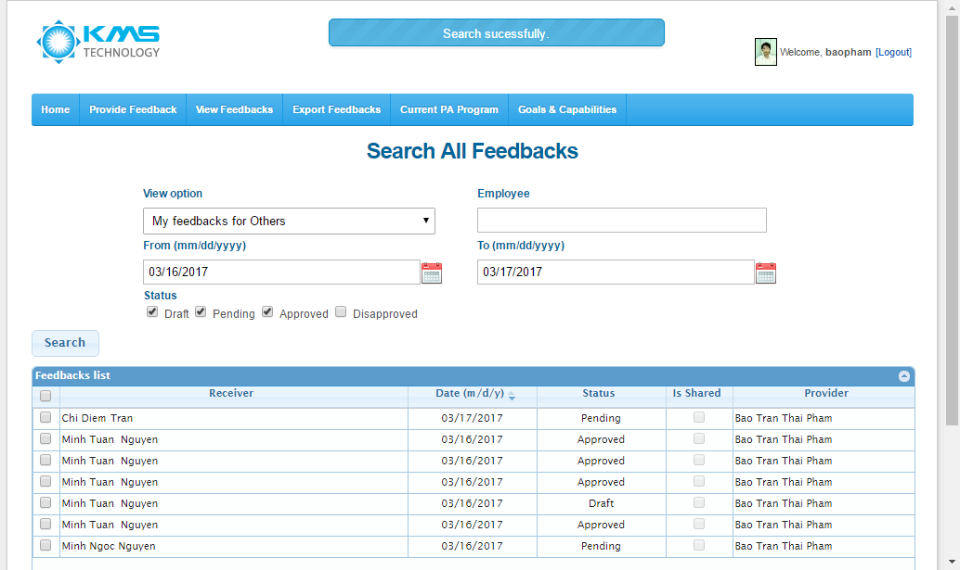 KMS
TECHNOLOGY
Search sucessfully.
Welcome, baopham [Logout]
Home Provide Feedback View Feedbacks Export Feedbacks Current PA Program Goals & Capabilities
Search All Feedbacks
View option Employee
My feedbacks for Others
From (mm/dd/yyyy) To (mm/dd/yyyy)
03/16/2017 03/17/2017
Status
Draft Pending Approved Disapproved
Search
Feedbacks list
Receiver Date (m/d/y) Status Is Shared Provider
Chi Diem Tran 03/17/2017 Pending Bao Tran Thai Pham
Minh Tuan Nguyen 03/16/2017 Approved Bao Tran Thai Pham
Minh Tuan Nguyen 03/16/2017 Approved Bao Tran Thai Pham
Minh Tuan Nguyen 03/16/2017 Approved Bao Tran Thai Pham
Minh Tuan Nguyen 03/16/2017 Draft Bao Tran Thai Pham
Minh Tuan Nguyen 03/16/2017 Approved Bao Tran Thai Pham
Minh Ngoc Nguyen 03/16/2017 Pending Bao Tran Thai Pham